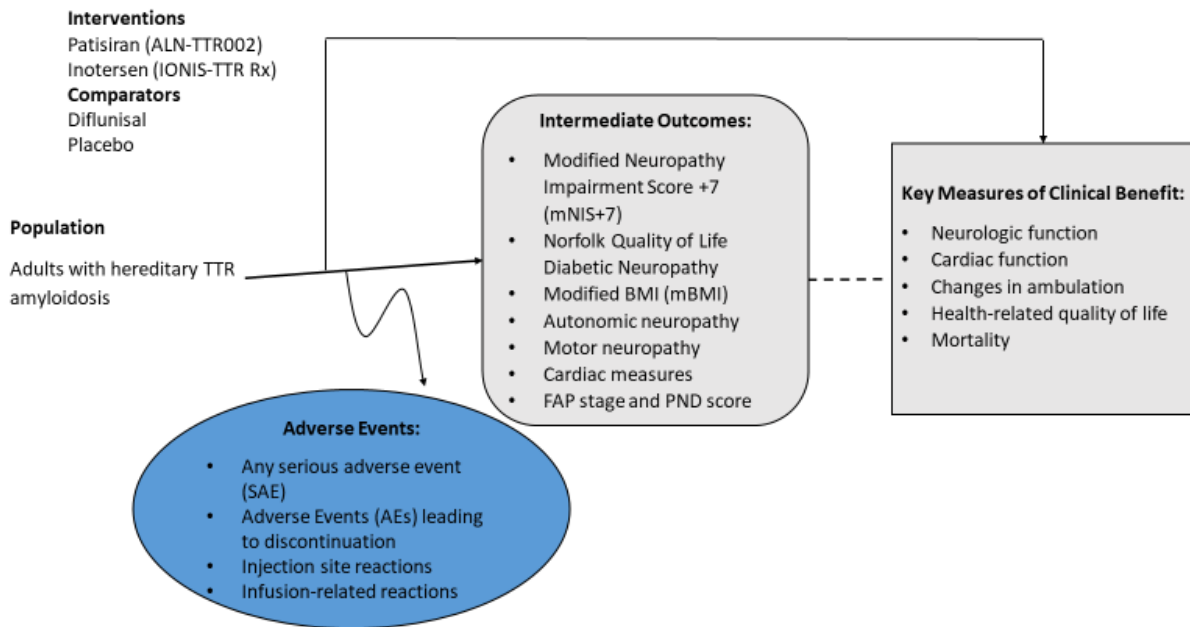 Interventions
Patisiran (ALN-TTR002)
Inotersen (IONIS-TTR Rx)
Comparators
Diflunisal
Placebo
Population
Adults with hereditary TTR
amyloidosis
Intermediate Outcomes:
• Modified Neuropathy
Impairment Score +7
(mNIS+7)
• Norfolk Quality of Life
Diabetic Neuropathy
• Modified BMI (mBMI)
• Autonomic neuropathy
• Motor neuropathy
• Cardiac measures
• FAP stage and PND score
Key Measures of Clinical Benefit:
• Neurologic function
• Cardiac function
• Changes in ambulation
• Health-related quality of life
• Mortality
Adverse Events:
• Any serious adverse event
(SAE)
• Adverse Events (AEs) leading
to discontinuation
• Injection site reactions
• Infusion-related reactions